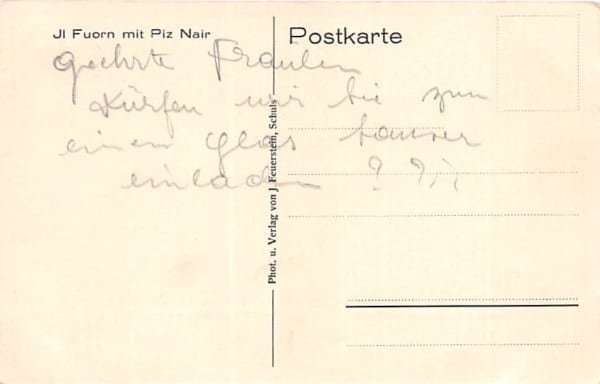 Jl Fuorn mit Piz Nair
Postkarte
Geehrte Fräulein
dürfen wir Sie zum
einem Glas
einladen ? ?
Phot. u. Verlag von J. Feuerstein, Schuls